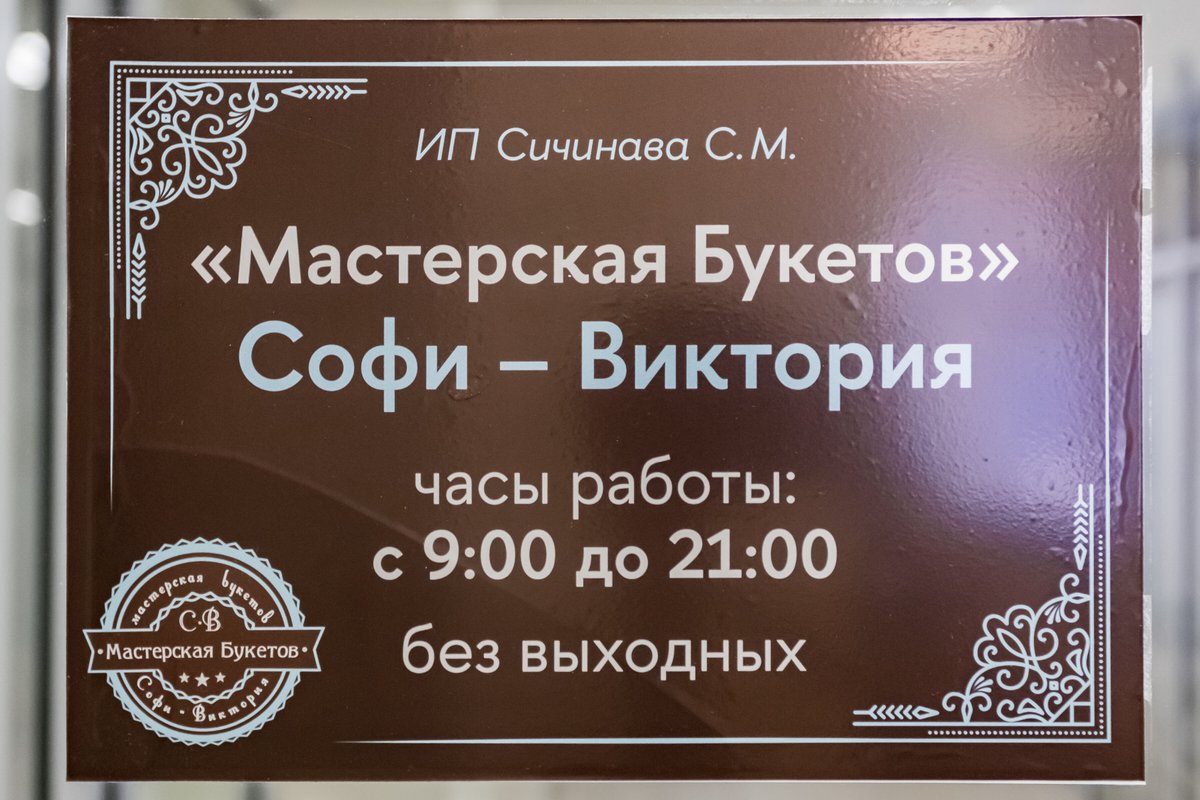 ИП Сичинава С.М.
«Мастерская Букетов»
Софи – Виктория
часы работы:
с 9:00 до 21:00
без выходных
мастерская букетов
С·В
·Мастерская Букетов·
Софи - Виктория